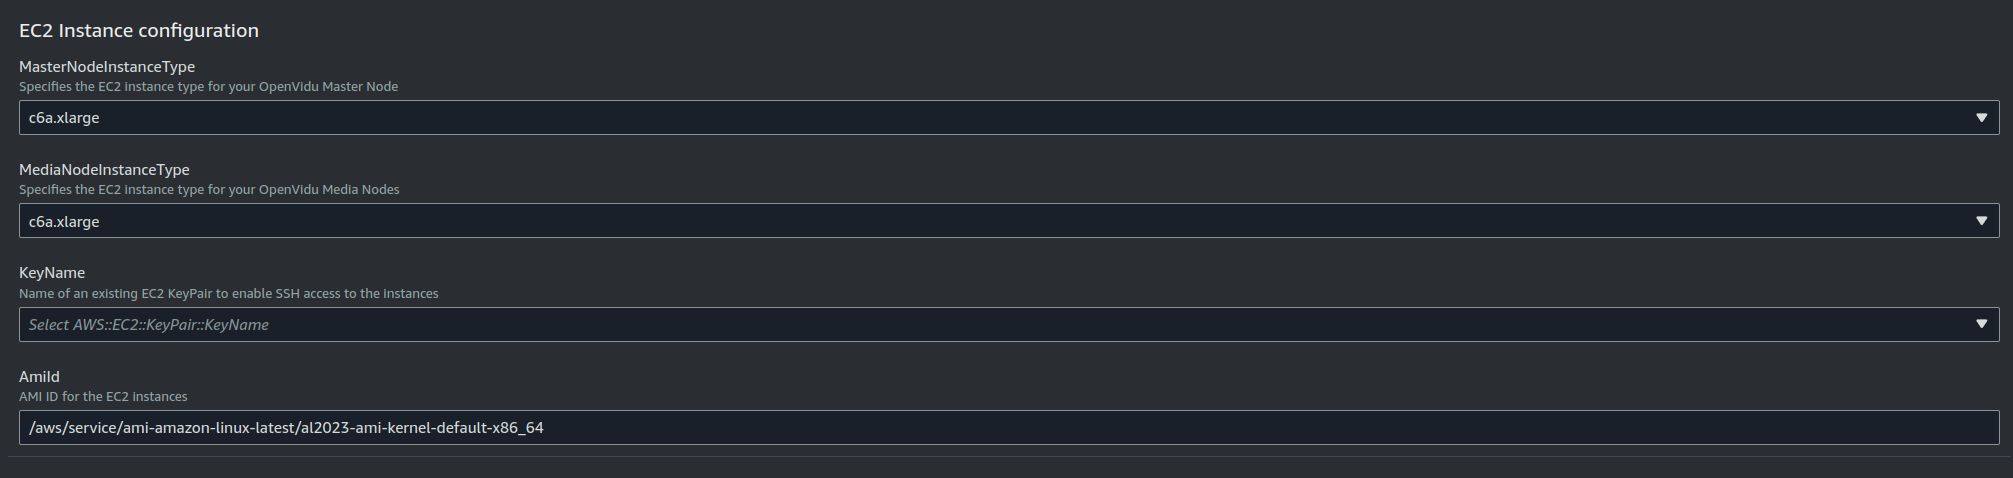 EC2 Instance configuration
MasterNodeInstanceType
Specifies the EC2 instance type for your OpenVidu Master Node
c6a.xlarge
MediaNodeInstanceType
Specifies the EC2 instance type for your OpenVidu Media Nodes
c6a.xlarge
KeyName
Name of an existing EC2 KeyPair to enable SSH access to the instances
Select AWS::EC2::KeyPair::KeyName
AmiId
AMI ID for the EC2 instances
/aws/service/ami-amazon-linux-latest/al2023-ami-kernel-default-x86_64